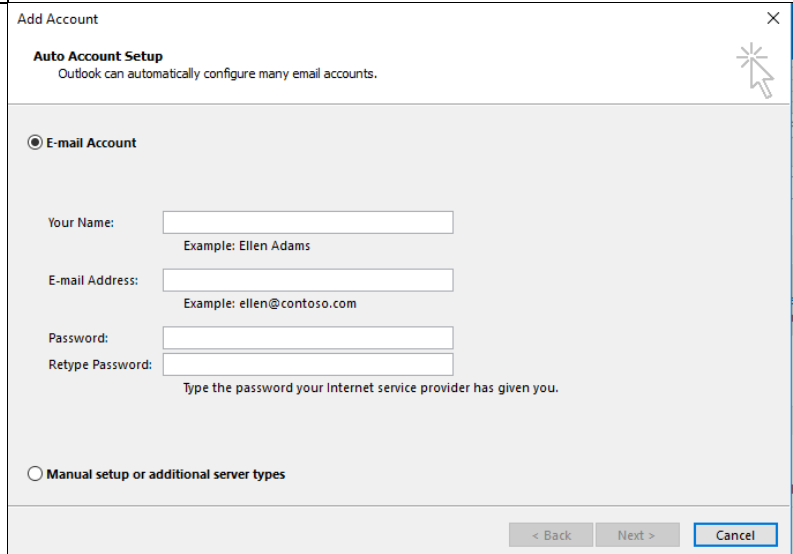 Add Account
Auto Account Setup
Outlook can automatically configure many email accounts.
E-mail Account
Your Name:
Example: Ellen Adams
E-mail Address:
Example: ellen@contoso.com
Password:
Retype Password:
Type the password your Internet service provider has given you.
Manual setup or additional server types
< Back Next > Cancel